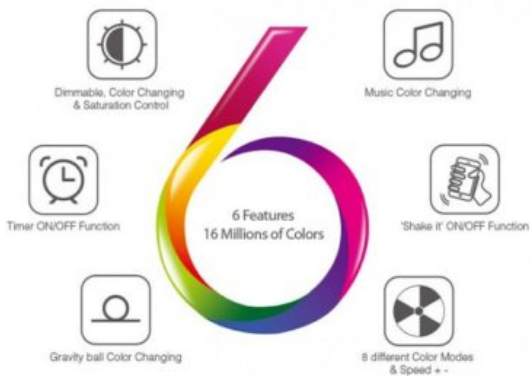 Dimmable, Color Changing
& Saturation Control
Music Color Changing
Timer ON/OFF Function
6 Features
16 Millions of Colors
'Shake it' ON/OFF Function
Gravity ball Color Changing
8 different Color Modes
& Speed + -
6